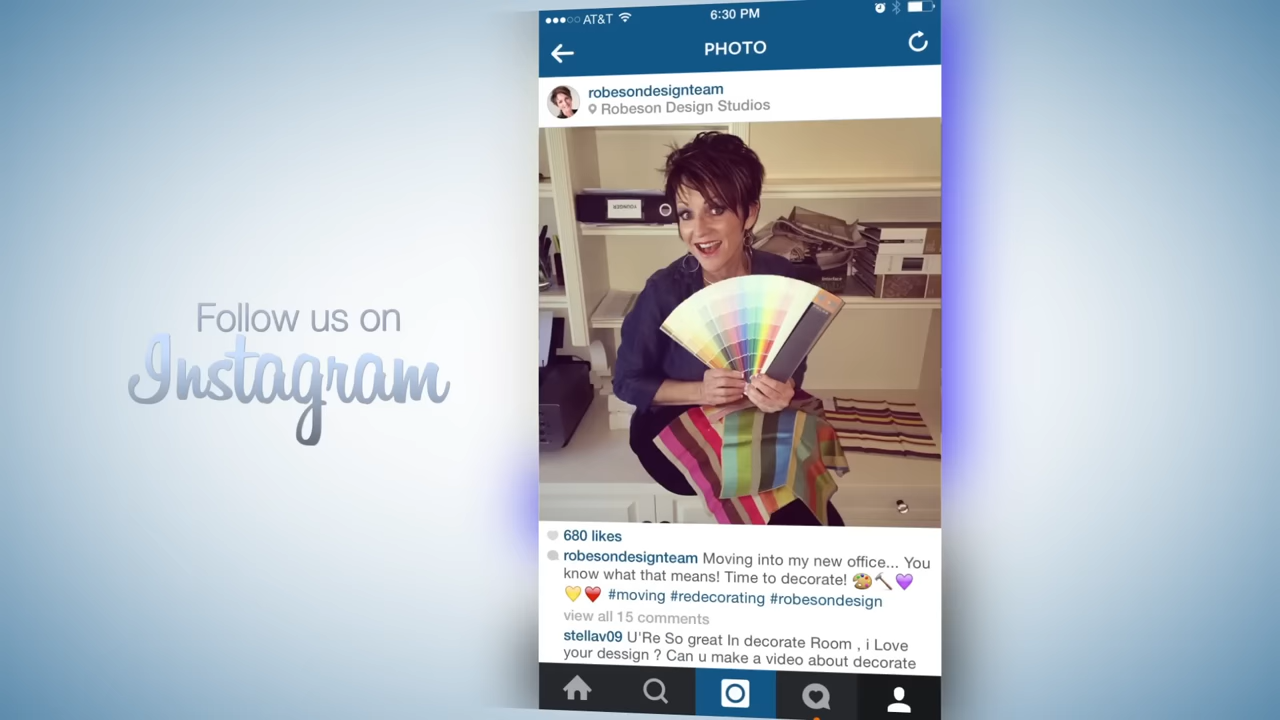 Follow us on
Instagram
AT&T
6:30 PM
PHOTO
robesondesignteam
Robeson Design Studios
680 likes
robesondesignteam Moving into my new office... You
know what that means! Time to decorate! 🎨🔨💜
💛❤️ #moving #redecorating #robesondesign
view all 15 comments
stellav09 U'Re So great In decorate Room , i Love
your dessign ? Can u make a video about decorate